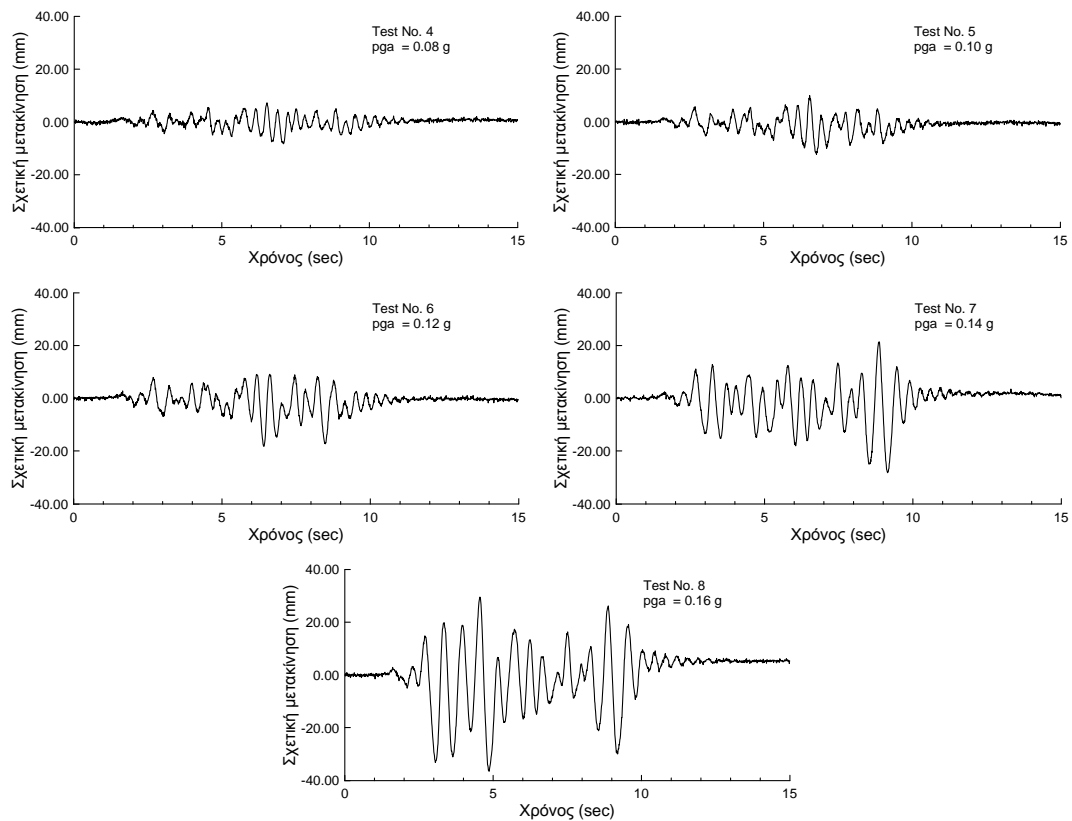 Test No. 4
pga = 0.08 g
Σχετική μετακίνηση (mm)
40.00
20.00
0.00
-20.00
-40.00
0 5 10 15
Χρόνος (sec)
Test No. 5
pga = 0.10 g
Σχετική μετακίνηση (mm)
40.00
20.00
0.00
-20.00
-40.00
0 5 10 15
Χρόνος (sec)
Test No. 6
pga = 0.12 g
Σχετική μετακίνηση (mm)
40.00
20.00
0.00
-20.00
-40.00
0 5 10 15
Χρόνος (sec)
Test No. 7
pga = 0.14 g
Σχετική μετακίνηση (mm)
40.00
20.00
0.00
-20.00
-40.00
0 5 10 15
Χρόνος (sec)
Test No. 8
pga = 0.16 g
Σχετική μετακίνηση (mm)
40.00
20.00
0.00
-20.00
-40.00
0 5 10 15
Χρόνος (sec)